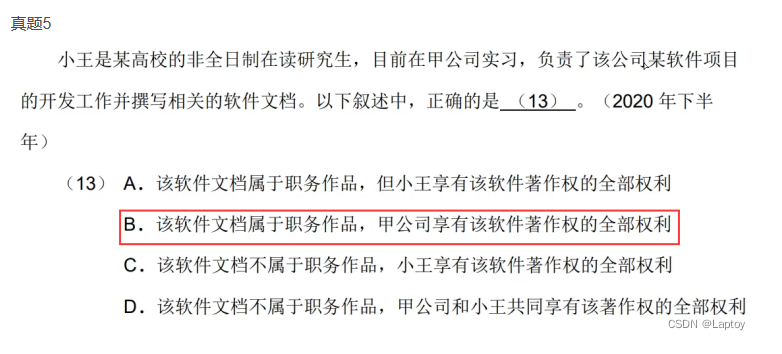 真题5
小王是某高校的非全日制在读研究生，目前在甲公司实习，负责了该公司某软件项目
的开发工作并撰写相关的软件文档。以下叙述中，正确的是 （13） 。（2020 年下半
年）
（13） A．该软件文档属于职务作品，但小王享有该软件著作权的全部权利
B．该软件文档属于职务作品，甲公司享有该软件著作权的全部权利
C．该软件文档不属于职务作品，小王享有该软件著作权的全部权利
D．该软件文档不属于职务作品，甲公司和小王共同享有该著作权的全部权利
CSDN @Laptoy